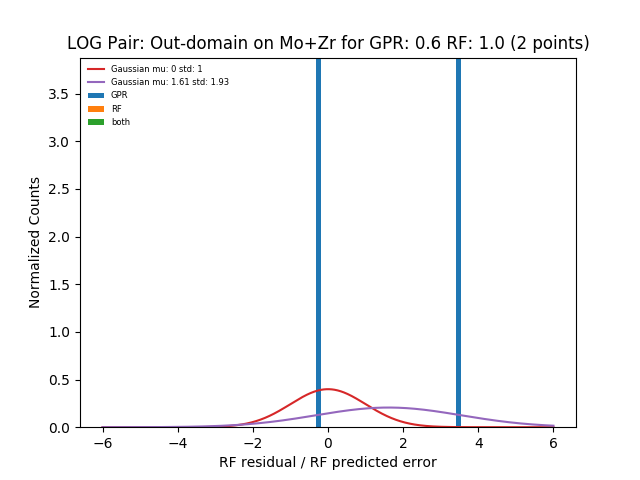 LOG Pair: Out-domain on Mo+Zr for GPR: 0.6 RF: 1.0 (2 points)
Gaussian mu: 0 std: 1
Gaussian mu: 1.61 std: 1.93
GPR
RF
both
3.5
3.0
2.5
2.0
1.5
1.0
0.5
0.0
Normalized Counts
−6 −4 −2 0 2 4 6
RF residual / RF predicted error